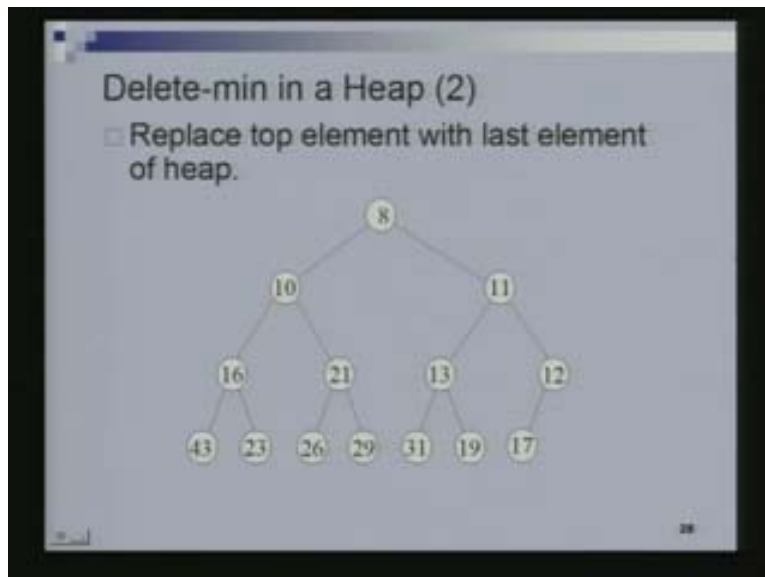 Delete-min in a Heap (2)
Replace top element with last element
of heap.
8
10 11
16 21 13 12
43 23 26 29 31 19 17
28